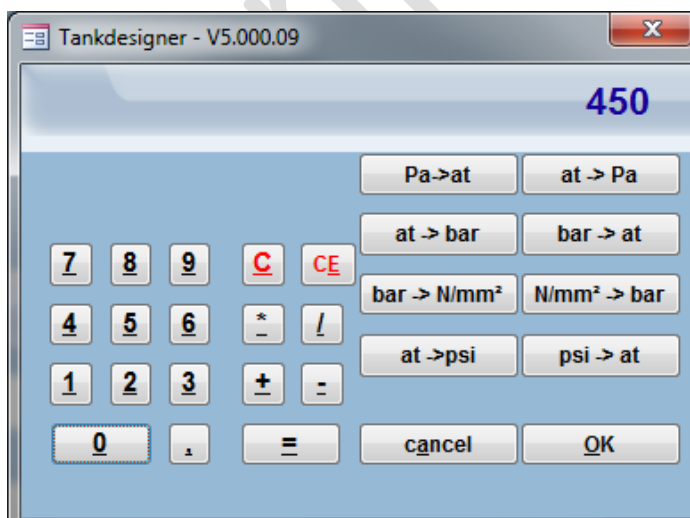 Tankdesigner - V5.000.09
450
Pa->at at -> Pa
at -> bar bar -> at
7 8 9 C CE
bar -> N/mm² N/mm² -> bar
4 5 6 * /
at ->psi psi -> at
1 2 3 + -
0 , = cancel OK